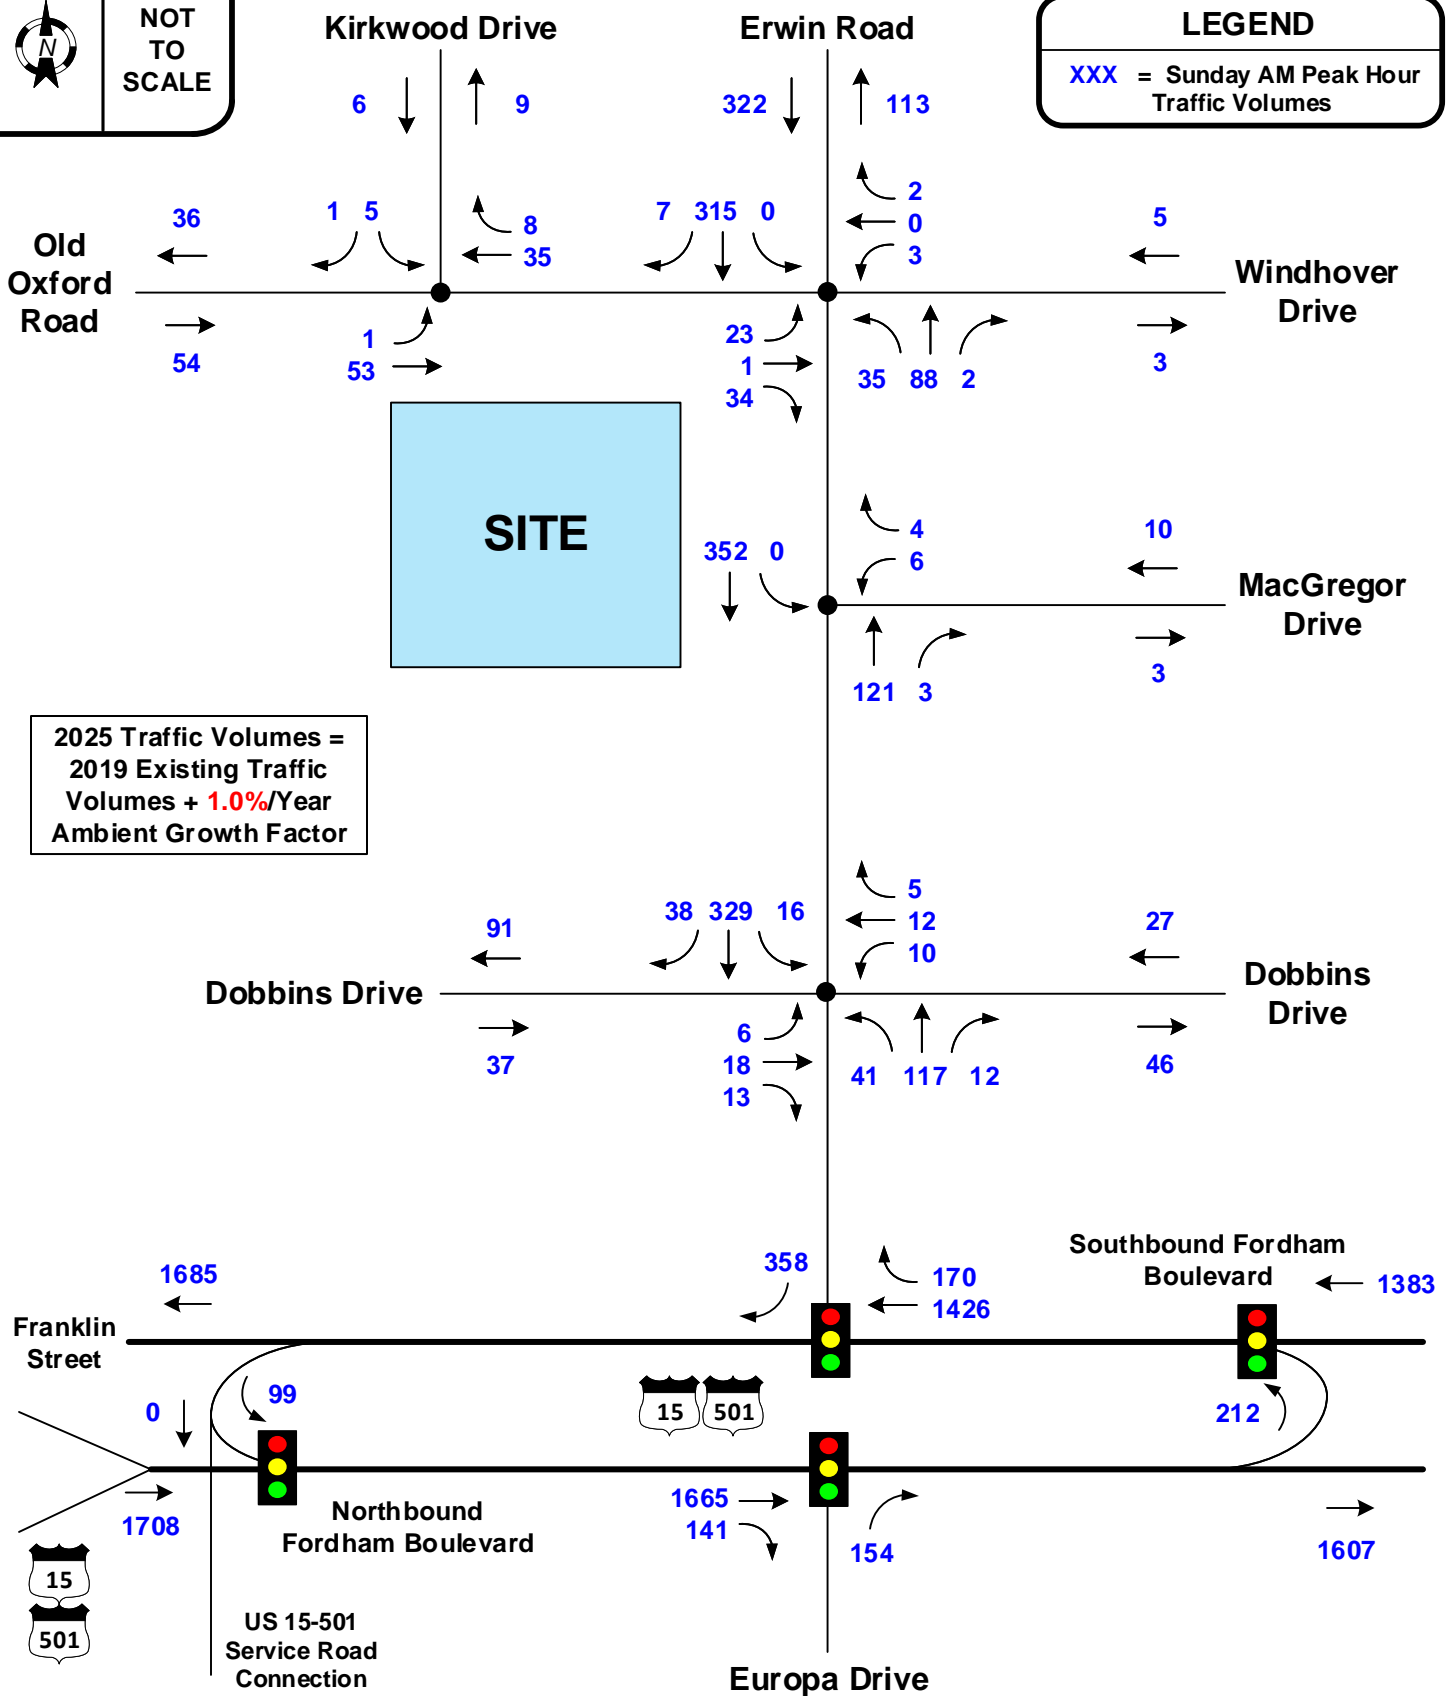 N
NOT
TO
SCALE
Kirkwood Drive
Erwin Road
LEGEND
XXX = Sunday AM Peak Hour
Traffic Volumes
6
9
322
113
36
1 5
8
35
7 315 0
2
0
3
5
Old
Oxford
Road
Windhover
Drive
54
1
53
23
1
34
35 88 2
3
SITE
352 0
4
6
10
MacGregor
Drive
121 3
3
2025 Traffic Volumes =
2019 Existing Traffic
Volumes + 1.0%/Year
Ambient Growth Factor
91
38 329 16
5
12
10
27
Dobbins Drive
Dobbins
Drive
37
6
18
13
41 117 12
46
1685
358
170
1426
Southbound Fordham
Boulevard
1383
Franklin
Street
0
99
15 501
212
1708
Northbound
Fordham Boulevard
1665
141
154
1607
15
501
US 15-501
Service Road
Connection
Europa Drive